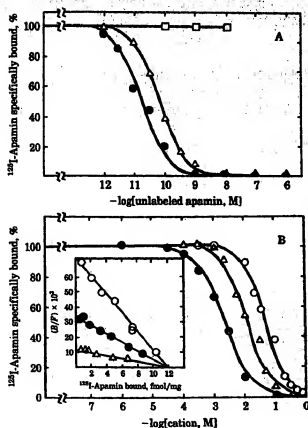 A
¹²⁵I-Apamin specifically bound, %
100
80
60
40
20
12 11 10 9 8 7 6
−log[unlabeled apamin, M]
B
¹²⁵I-Apamin specifically bound, %
100
80
60
40
20
(B/F) × 10²
60
50
40
30
20
10
2 4 6 8 10 12
¹²⁵I-Apamin bound, fmol/mg
7 6 5 4 3 2 1 0
−log[cation, M]